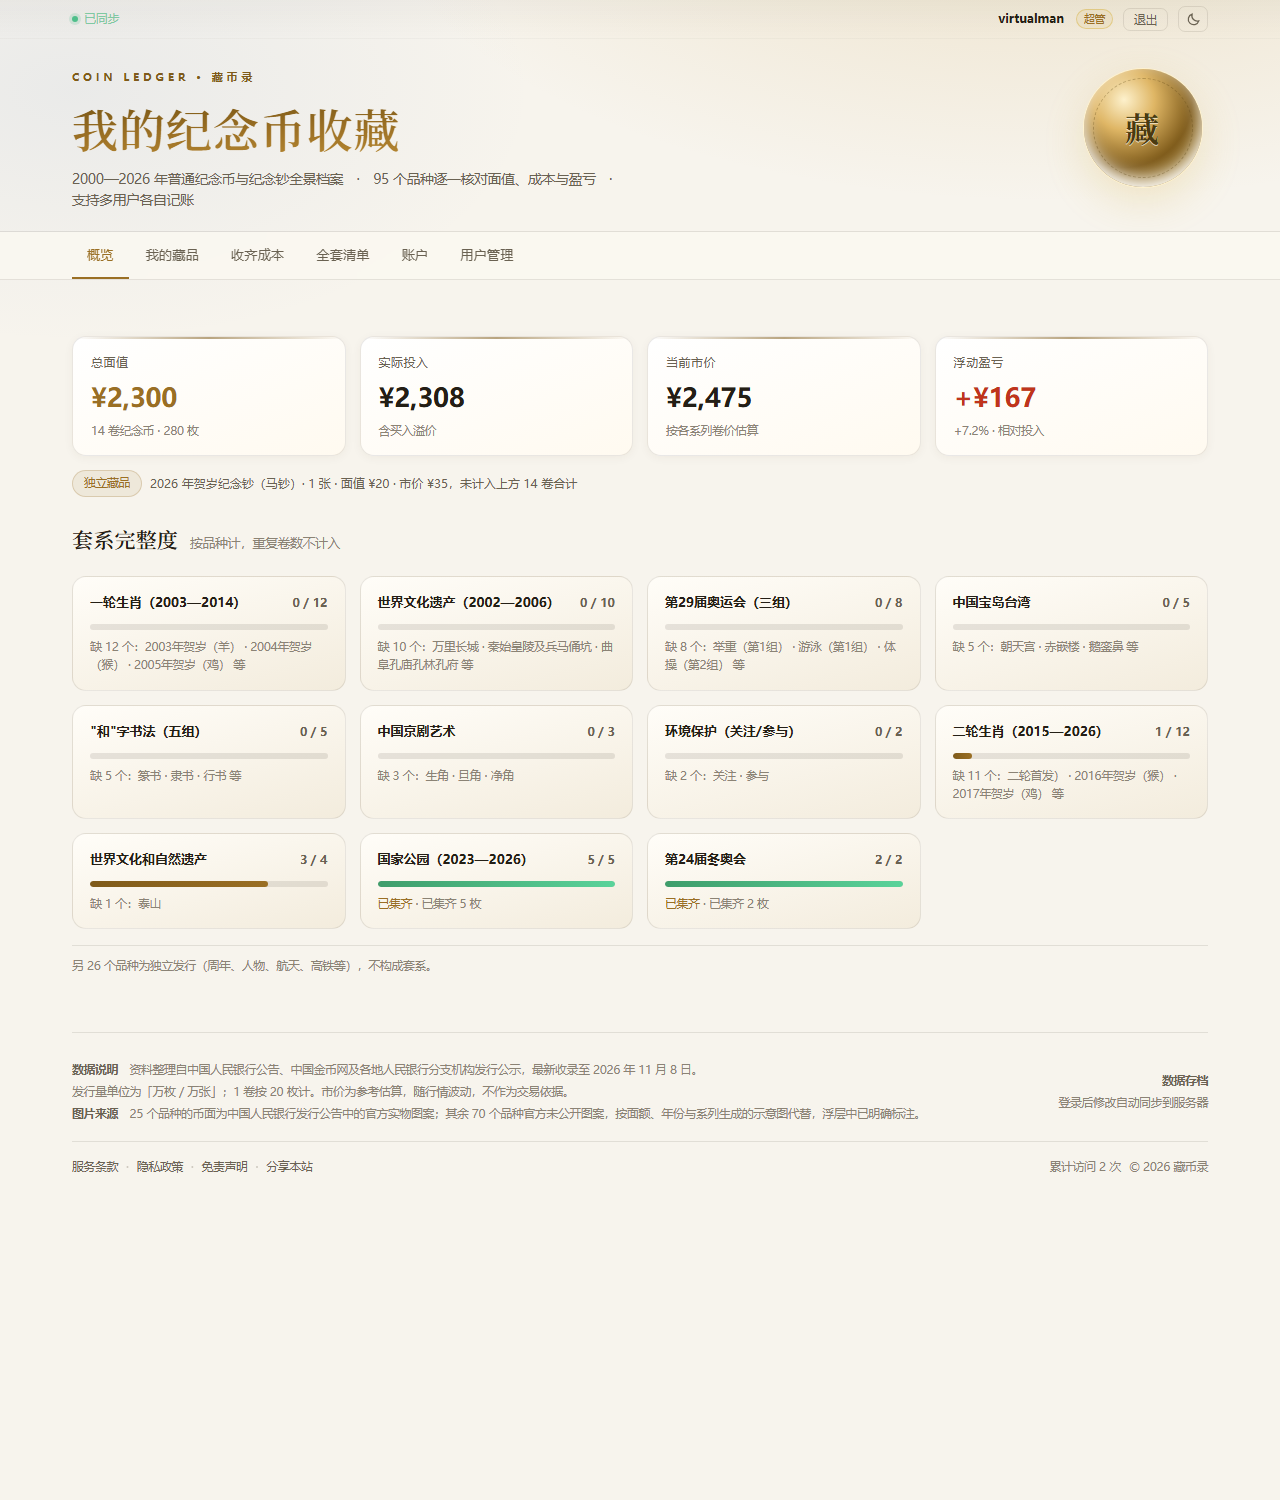 已同步
virtualman 超管 退出
COIN LEDGER • 藏币录
我的纪念币收藏
藏
2000—2026 年普通纪念币与纪念钞全景档案 · 95 个品种逐一核对面值、成本与盈亏 ·
支持多用户各自记账
概览 我的藏品 收齐成本 全套清单 账户 用户管理
总面值
¥2,300
14 卷纪念币 · 280 枚
实际投入
¥2,308
含买入溢价
当前市价
¥2,475
按各系列卷价估算
浮动盈亏
+¥167
+7.2% · 相对投入
独立藏品 2026 年贺岁纪念钞（马钞）· 1 张 · 面值 ¥20 · 市价 ¥35，未计入上方 14 卷合计
套系完整度 按品种计，重复卷数不计入
一轮生肖（2003—2014） 0 / 12
缺 12 个：2003年贺岁（羊） · 2004年贺岁
（猴） · 2005年贺岁（鸡） 等
世界文化遗产（2002—2006） 0 / 10
缺 10 个：万里长城 · 秦始皇陵及兵马俑坑 · 曲
阜孔庙孔林孔府 等
第29届奥运会（三组） 0 / 8
缺 8 个：举重（第1组） · 游泳（第1组） · 体
操（第2组） 等
中国宝岛台湾 0 / 5
缺 5 个：朝天宫 · 赤嵌楼 · 鹅銮鼻 等
"和"字书法（五组） 0 / 5
缺 5 个：篆书 · 隶书 · 行书 等
中国京剧艺术 0 / 3
缺 3 个：生角 · 旦角 · 净角
环境保护（关注/参与） 0 / 2
缺 2 个：关注 · 参与
二轮生肖（2015—2026） 1 / 12
缺 11 个：二轮首发） · 2016年贺岁（猴） ·
2017年贺岁（鸡） 等
世界文化和自然遗产 3 / 4
缺 1 个：泰山
国家公园（2023—2026） 5 / 5
已集齐 · 已集齐 5 枚
第24届冬奥会 2 / 2
已集齐 · 已集齐 2 枚
另 26 个品种为独立发行（周年、人物、航天、高铁等），不构成套系。
数据说明 资料整理自中国人民银行公告、中国金币网及各地人民银行分支机构发行公示，最新收录至 2026 年 11 月 8 日。
发行量单位为「万枚 / 万张」；1 卷按 20 枚计。市价为参考估算，随行情波动，不作为交易依据。
图片来源 25 个品种的币面为中国人民银行发行公告中的官方实物图案；其余 70 个品种官方未公开图案，按面额、年份与系列生成的示意图代替，浮层中已明确标注。
数据存档
登录后修改自动同步到服务器
服务条款 · 隐私政策 · 免责声明 · 分享本站
累计访问 2 次 © 2026 藏币录